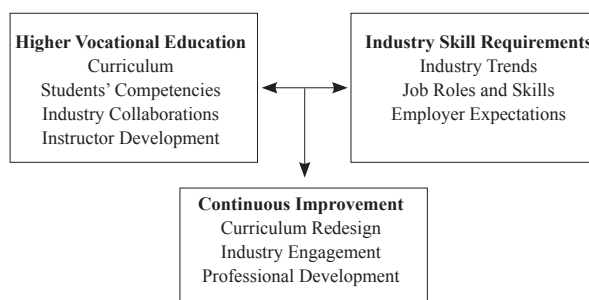 Higher Vocational Education
Curriculum
Students' Competencies
Industry Collaborations
Instructor Development
Industry Skill Requirements
Industry Trends
Job Roles and Skills
Employer Expectations
Continuous Improvement
Curriculum Redesign
Industry Engagement
Professional Development